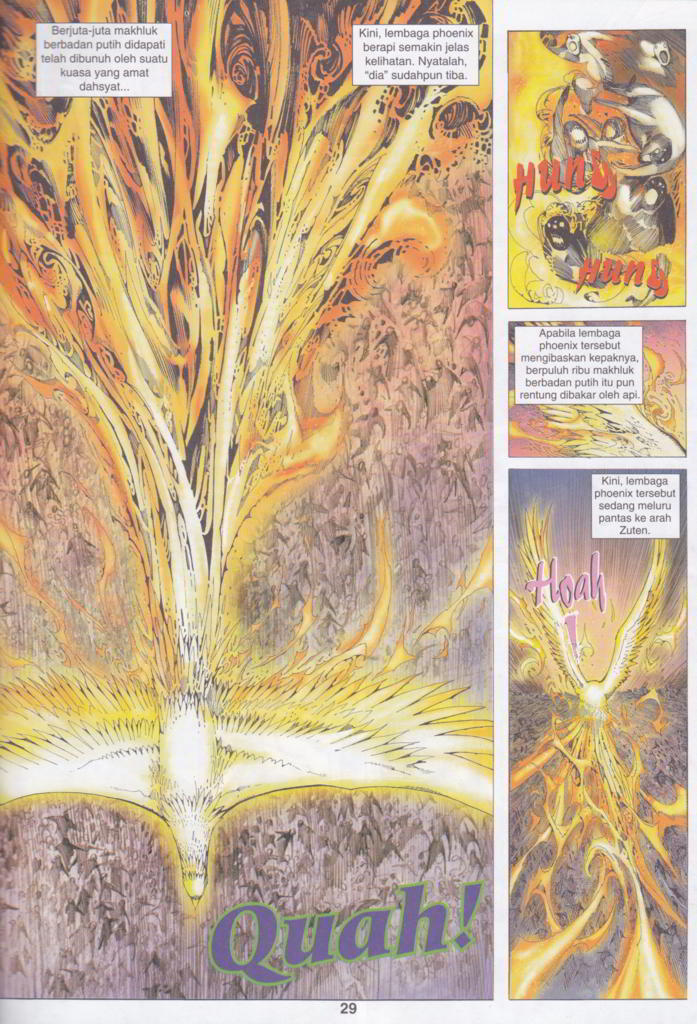 Berjuta-juta makhluk
berbadan putih didapati
telah dibunuh oleh suatu
kuasa yang amat
dahsyat...
Kini, lembaga phoenix
berapi semakin jelas
kelihatan. Nyatalah,
"dia" sudahpun tiba.
Quah!
Hung
Hung
Apabila lembaga
phoenix tersebut
mengibaskan kepaknya,
berpuluh ribu makhluk
berbadan putih itu pun
rentung dibakar oleh api.
Kini, lembaga
phoenix tersebut
sedang meluru
pantas ke arah
Zuten.
Hoah
!
29